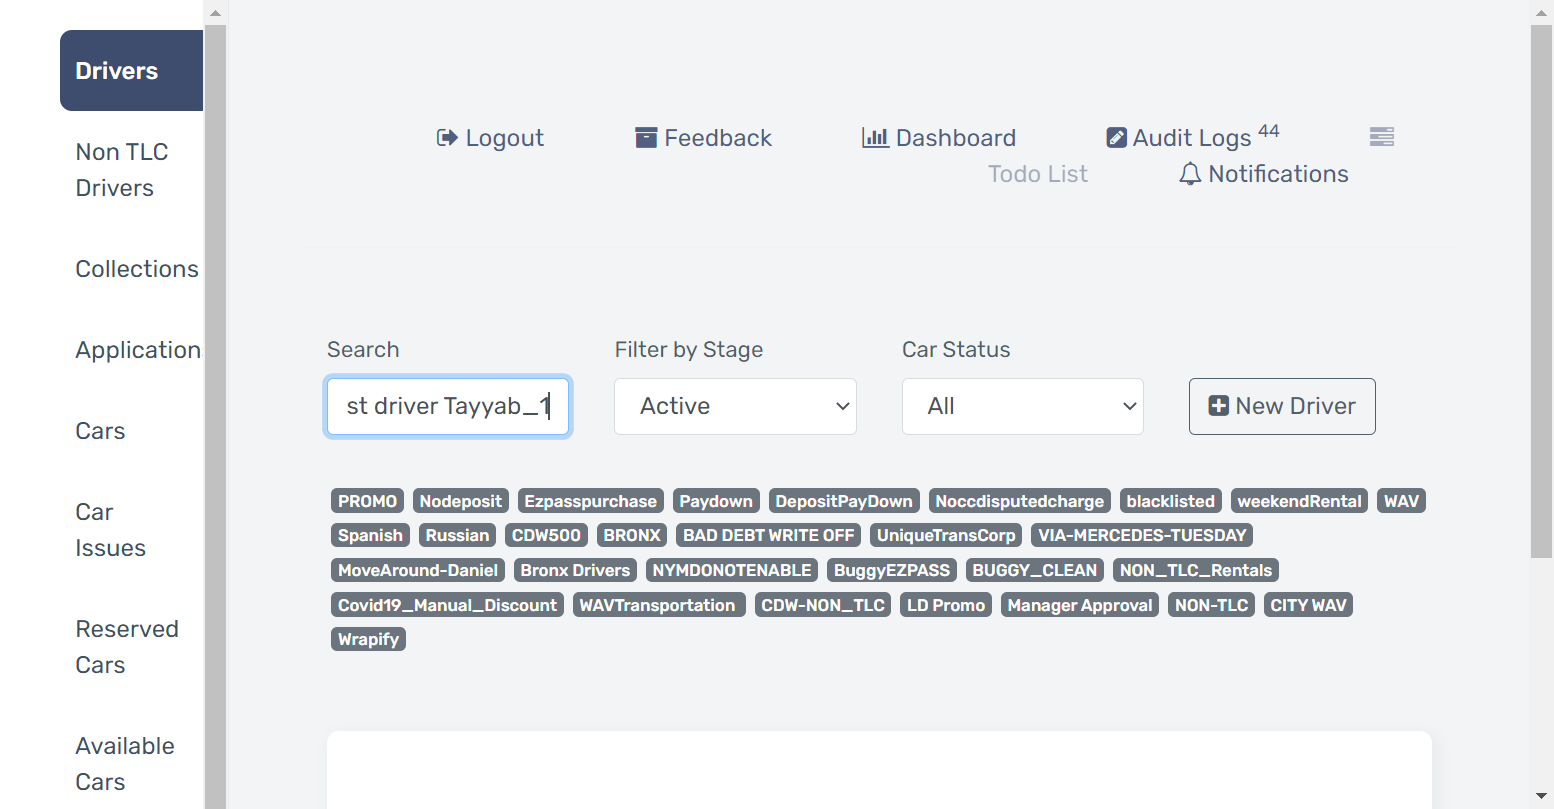 Drivers
Non TLC
Drivers
Collections
Application
Cars
Car
Issues
Reserved
Cars
Available
Cars
Logout
Feedback
Dashboard
Audit Logs 44
Todo List
Notifications
Search
Filter by Stage
Car Status
st driver Tayyab_1
Active
All
New Driver
PROMO Nodeposit Ezpasspurchase Paydown DepositPayDown Noccdisputedcharge blacklisted weekendRental WAV
Spanish Russian CDW500 BRONX BAD DEBT WRITE OFF UniqueTransCorp VIA-MERCEDES-TUESDAY
MoveAround-Daniel Bronx Drivers NYMDONOTENABLE BuggyEZPASS BUGGY_CLEAN NON_TLC_Rentals
Covid19_Manual_Discount WAVTransportation CDW-NON_TLC LD Promo Manager Approval NON-TLC CITY WAV
Wrapify